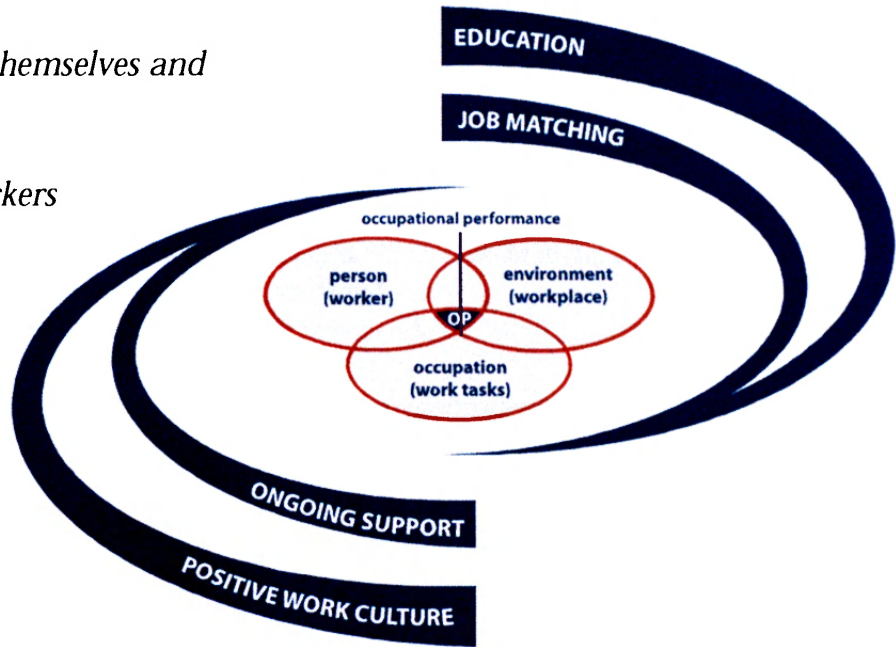 EDUCATION
hemselves and
JOB MATCHING
kers
occupational performance
person
(worker)
environment
(workplace)
OP
occupation
(work tasks)
ONGOING SUPPORT
POSITIVE WORK CULTURE